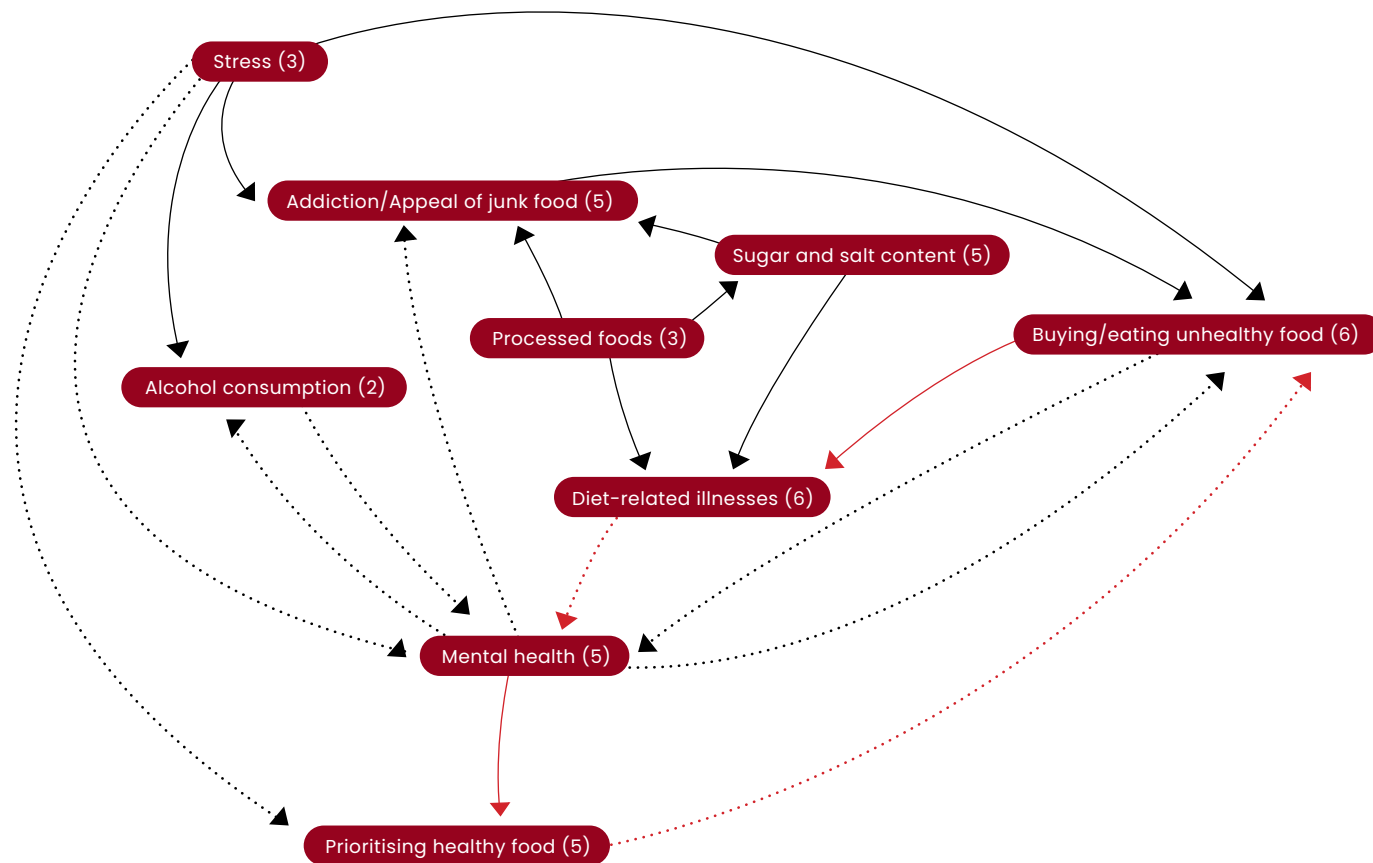 Stress (3)
Addiction/Appeal of junk food (5)
Sugar and salt content (5)
Processed foods (3)
Buying/eating unhealthy food (6)
Alcohol consumption (2)
Diet-related illnesses (6)
Mental health (5)
Prioritising healthy food (5)